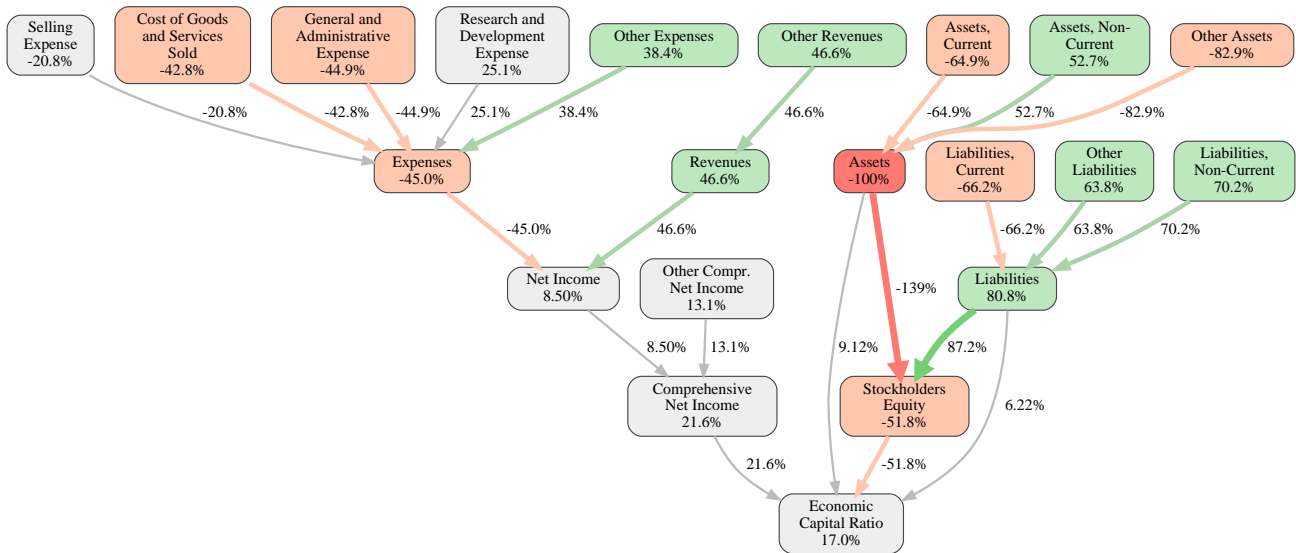 Selling
Expense
-20.8%
Cost of Goods
and Services
Sold
-42.8%
General and
Administrative
Expense
-44.9%
Research and
Development
Expense
25.1%
Other Expenses
38.4%
Other Revenues
46.6%
Assets,
Current
-64.9%
Assets, Non-
Current
52.7%
Other Assets
-82.9%
-20.8%
-42.8%
-44.9%
25.1%
38.4%
46.6%
-64.9%
52.7%
-82.9%
Expenses
-45.0%
Revenues
46.6%
Assets
-100%
Liabilities,
Current
-66.2%
Other
Liabilities
63.8%
Liabilities,
Non-Current
70.2%
-45.0%
46.6%
-66.2%
63.8%
70.2%
Net Income
8.50%
Other Compr.
Net Income
13.1%
-139%
Liabilities
80.8%
8.50%
13.1%
9.12%
87.2%
Comprehensive
Net Income
21.6%
Stockholders
Equity
-51.8%
6.22%
21.6%
-51.8%
Economic
Capital Ratio
17.0%